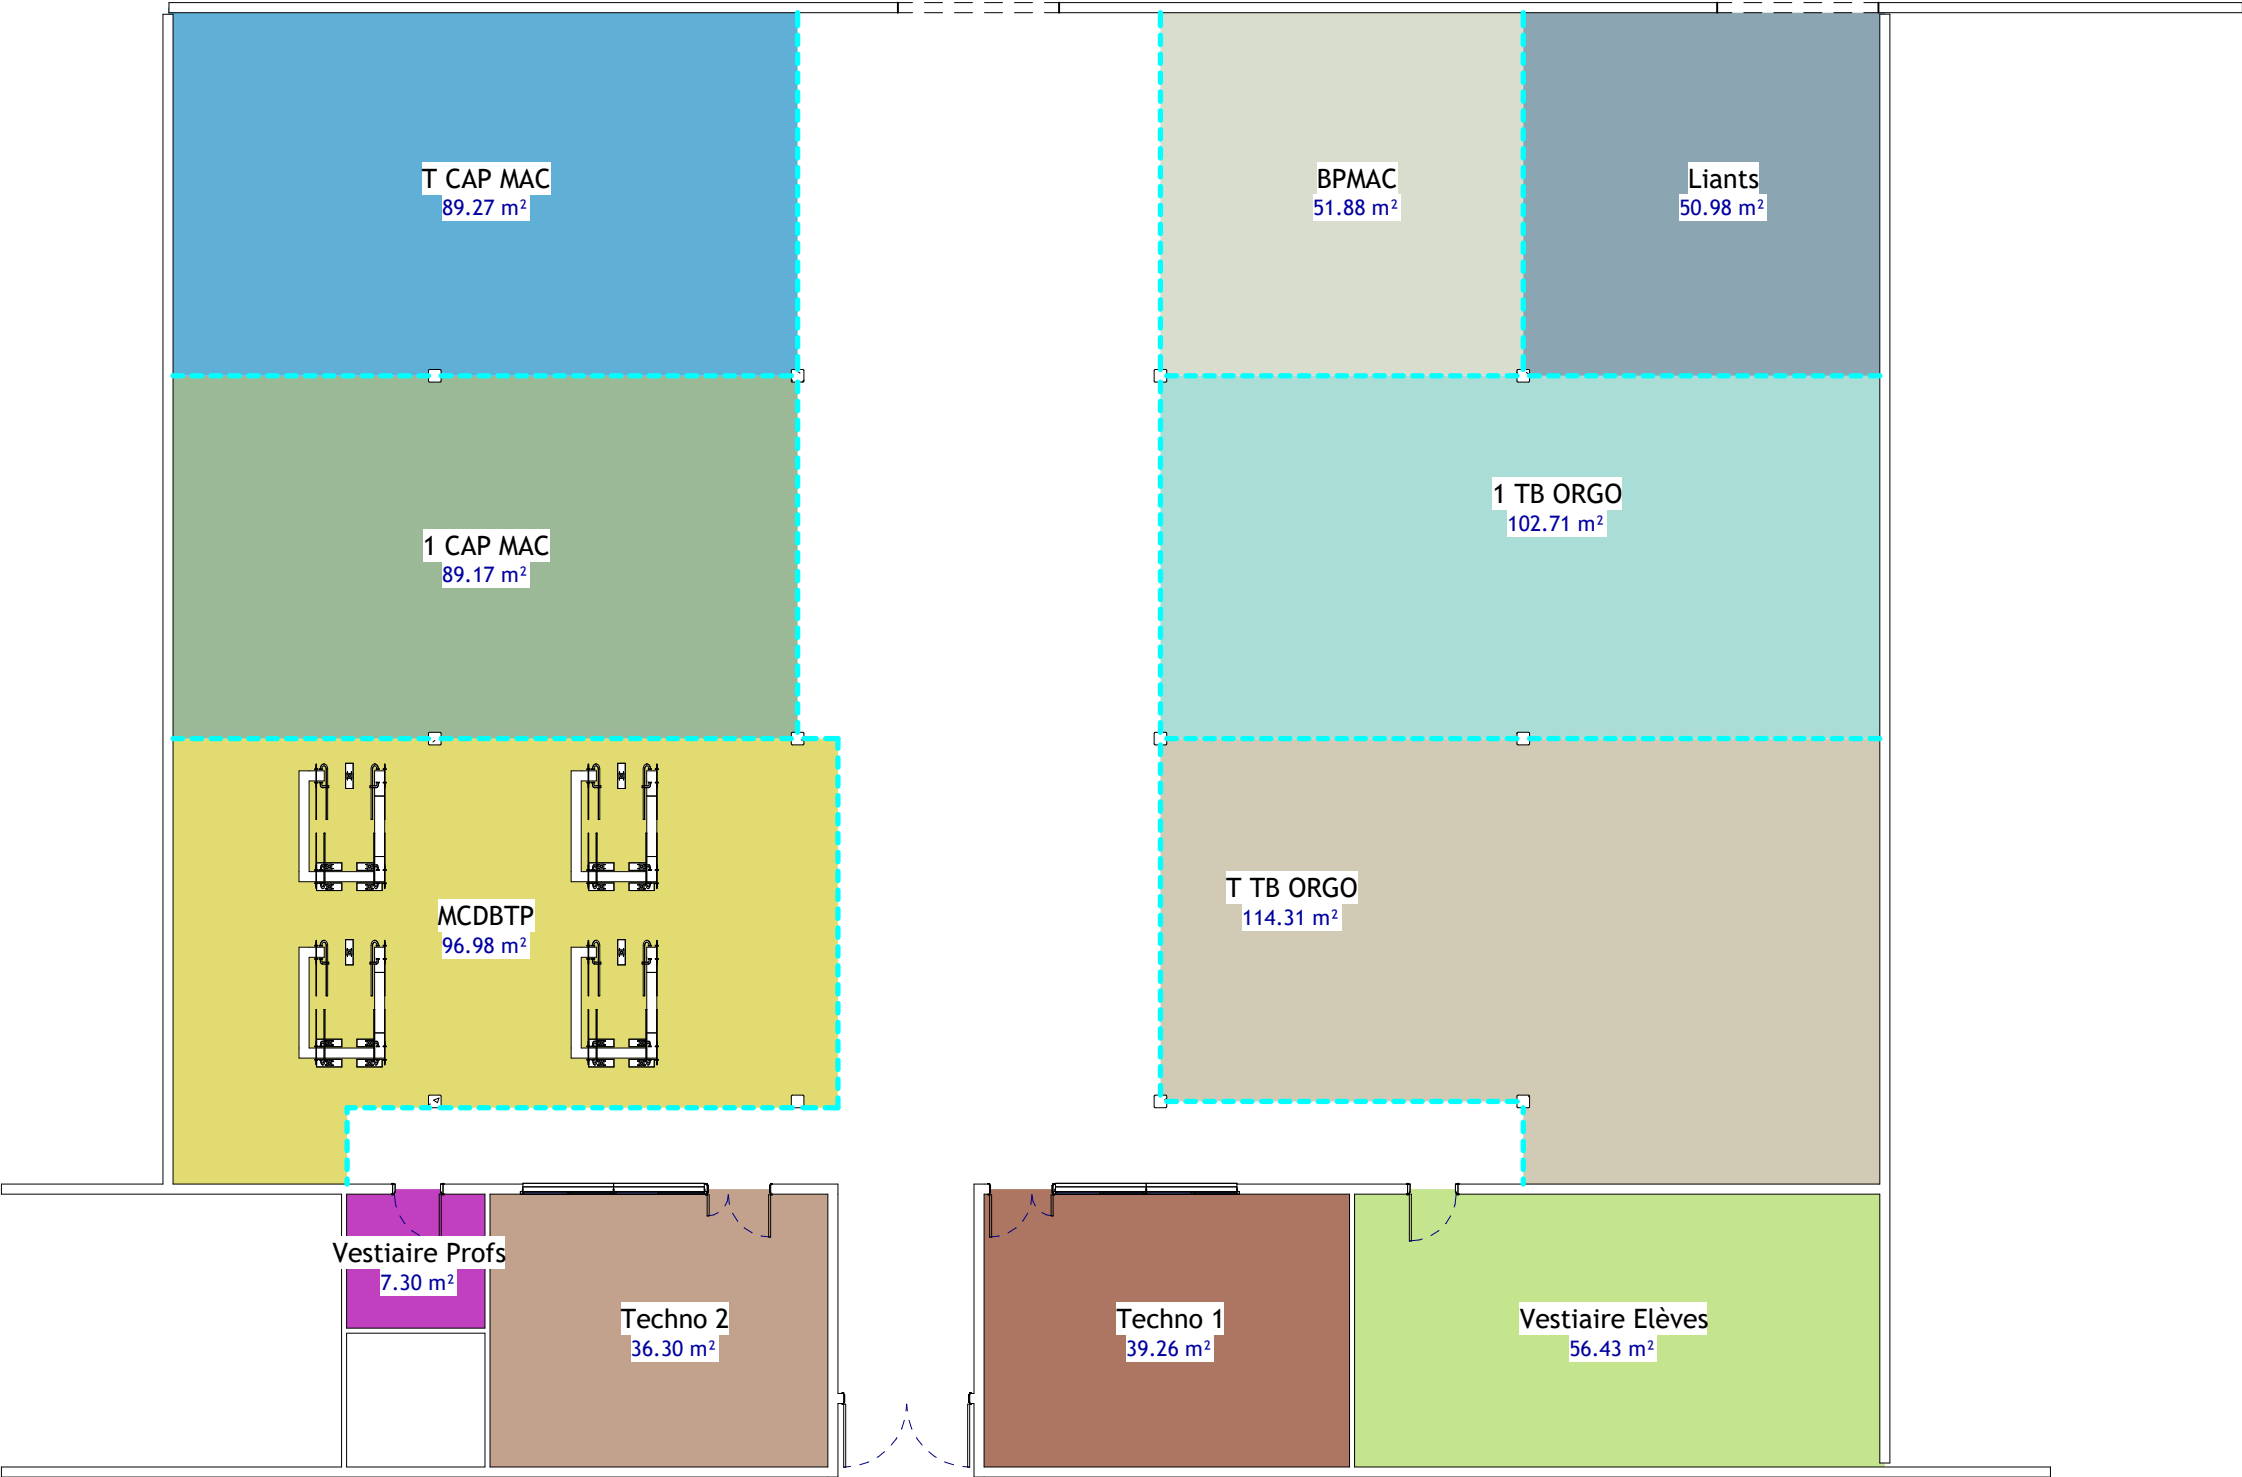 T CAP MAC
89.27 m²
BPMAC
51.88 m²
Liants
50.98 m²
1 TB ORGO
102.71 m²
1 CAP MAC
89.17 m²
T TB ORGO
114.31 m²
MCDBTP
96.98 m²
Vestiaire Profs
7.30 m²
Techno 2
36.30 m²
Techno 1
39.26 m²
Vestiaire Elèves
56.43 m²